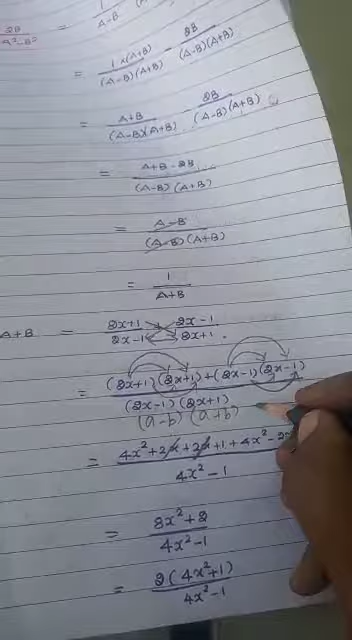 2B / A²-B² = 1 / A+B
= 1×(A+B) / (A-B)(A+B) - 2B / (A-B)(A+B)
= A+B / (A-B)(A+B) - 2B / (A-B)(A+B)
= A+B-2B / (A-B)(A+B)
= A-B / (A-B)(A+B)
= 1 / A+B
A+B = 2x+1 / 2x-1 2x-1 / 2x+1 .
= (2x+1)(2x+1)+(2x-1)(2x-1) / (2x-1)(2x+1)
(a-b) (a+b)
= 4x²+2x+2x+1+4x²-2 / 4x²-1
= 8x²+2 / 4x²-1
= 2(4x²+1) / 4x²-1